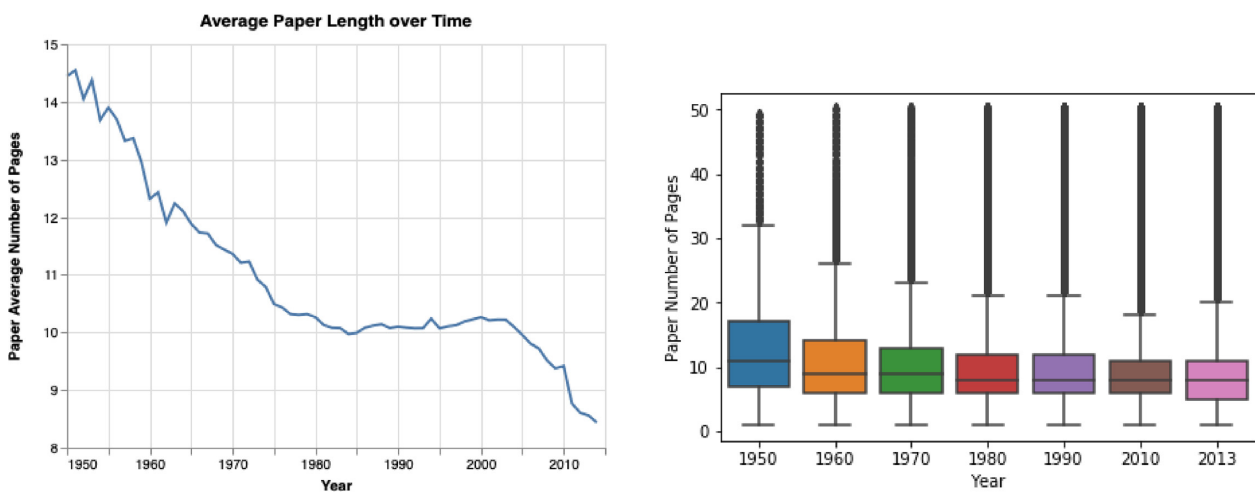 Average Paper Length over Time
Paper Average Number of Pages
15
14
13
12
11
10
9
8
1950 1960 1970 1980 1990 2000 2010
Year
Paper Number of Pages
50
40
30
20
10
0
1950 1960 1970 1980 1990 2010 2013
Year